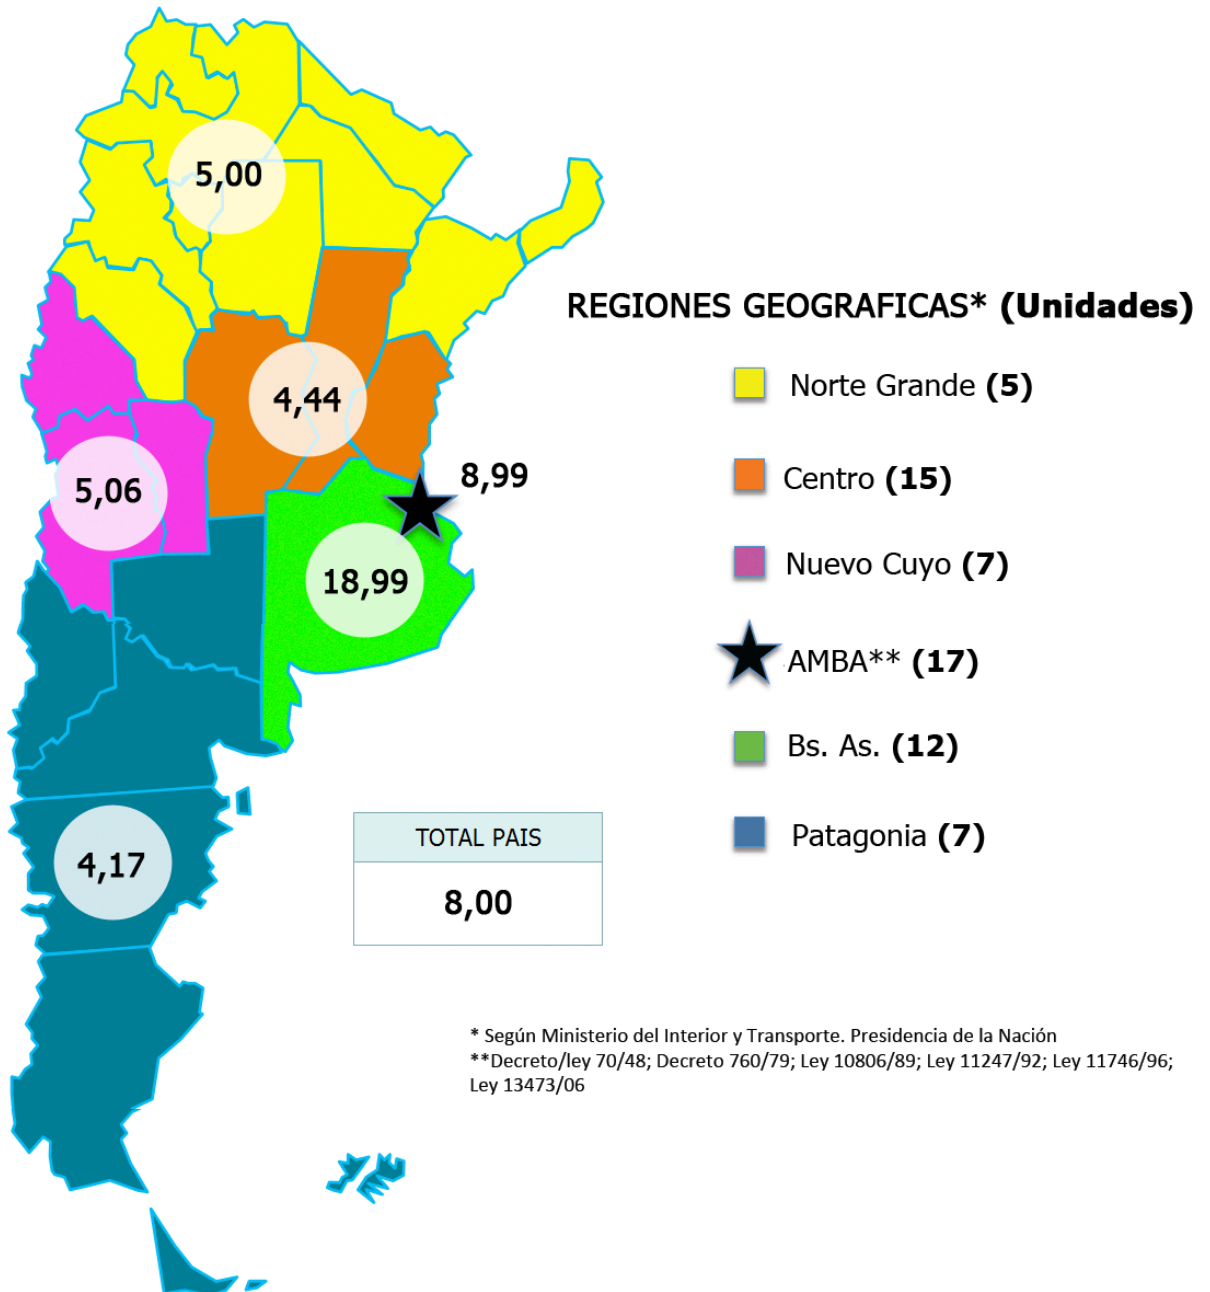 5,00
REGIONES GEOGRAFICAS* (Unidades)
Norte Grande (5)
4,44
Centro (15)
8,99
5,06
Nuevo Cuyo (7)
18,99
AMBA** (17)
Bs. As. (12)
TOTAL PAIS
Patagonia (7)
4,17
8,00
* Según Ministerio del Interior y Transporte. Presidencia de la Nación
**Decreto/ley 70/48; Decreto 760/79; Ley 10806/89; Ley 11247/92; Ley 11746/96;
Ley 13473/06